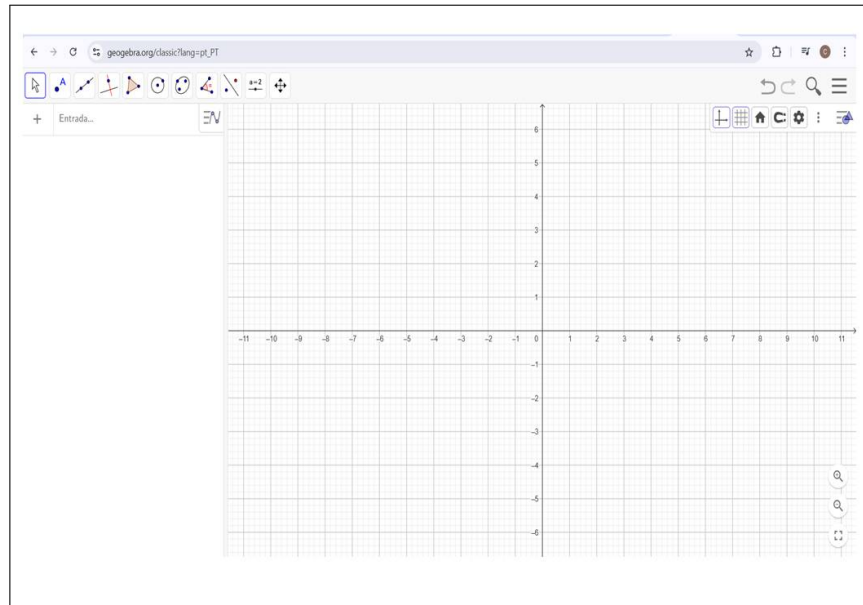 geogebra.org/classic?lang=pt_PT
C
A
α
a=2
+ Entrada...
6
5
4
3
2
1
-11 -10 -9 -8 -7 -6 -5 -4 -3 -2 -1 0 1 2 3 4 5 6 7 8 9 10 11
-1
-2
-3
-4
-5
-6